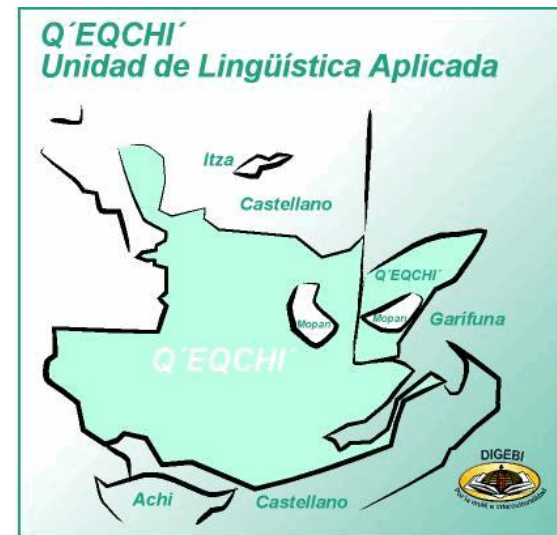 Q´EQCHI´
Unidad de Lingüística Aplicada
Itza
Castellano
Q´EQCHI´
Mopan
Mopan
Garifuna
Q´EQCHI´
DIGEBI
Achi
Castellano